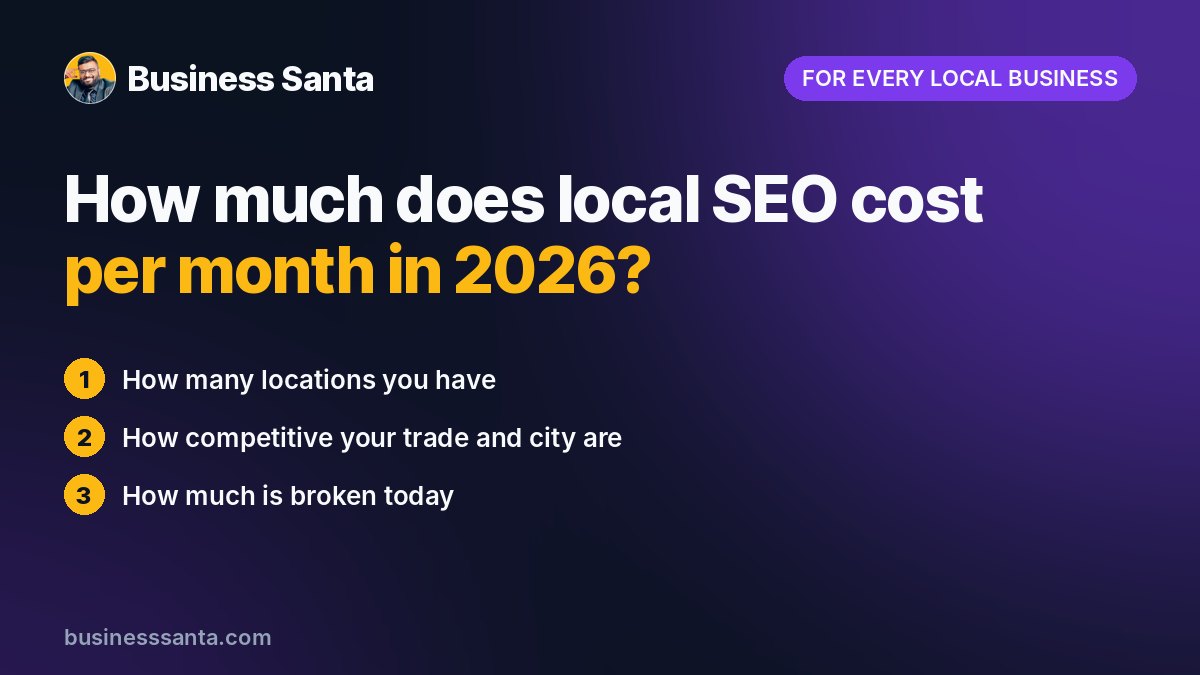 Business Santa
FOR EVERY LOCAL BUSINESS
How much does local SEO cost
per month in 2026?
1 How many locations you have
2 How competitive your trade and city are
3 How much is broken today
businesssanta.com